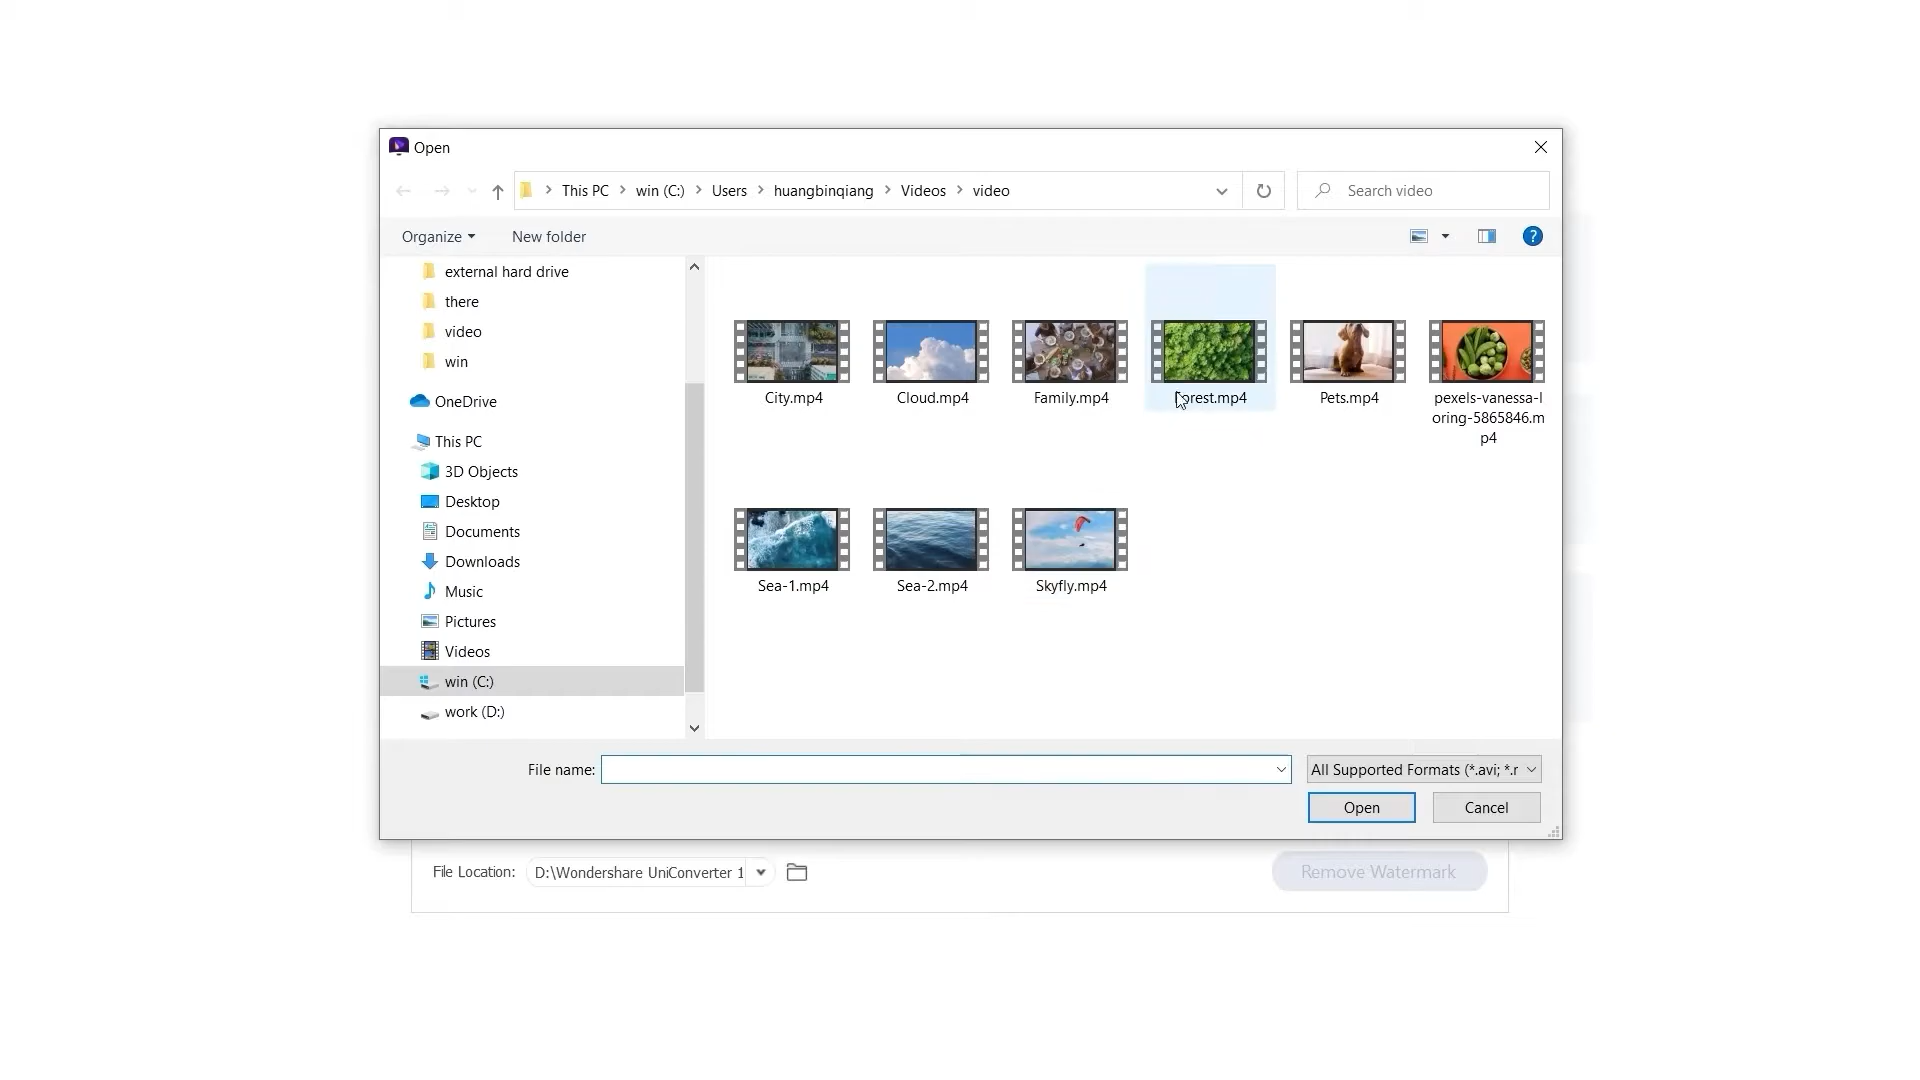 Open
This PC > win (C:) > Users > huangbinqiang > Videos > video
Search video
Organize
New folder
?
external hard drive
there
video
win
OneDrive
This PC
3D Objects
Desktop
Documents
Downloads
Music
Pictures
Videos
win (C:)
work (D:)
City.mp4
Cloud.mp4
Family.mp4
Forest.mp4
Pets.mp4
pexels-vanessa-l
oring-5865846.m
p4
Sea-1.mp4
Sea-2.mp4
Skyfly.mp4
File name:
All Supported Formats (*.avi; *.r
Open
Cancel
File Location:
D:\Wondershare UniConverter 1
Remove Watermark